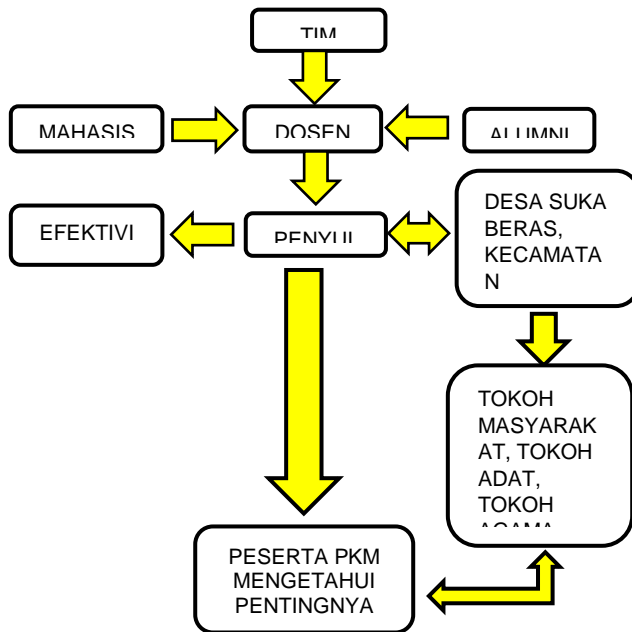 TIM
MAHASIS
DOSEN
ALUMNI
EFEKTIVI
PENYUL
DESA SUKA
BERAS,
KECAMATA
N
TOKOH
MASYARAK
AT, TOKOH
ADAT,
TOKOH
AGAMA
PESERTA PKM
MENGETAHUI
PENTINGNYA